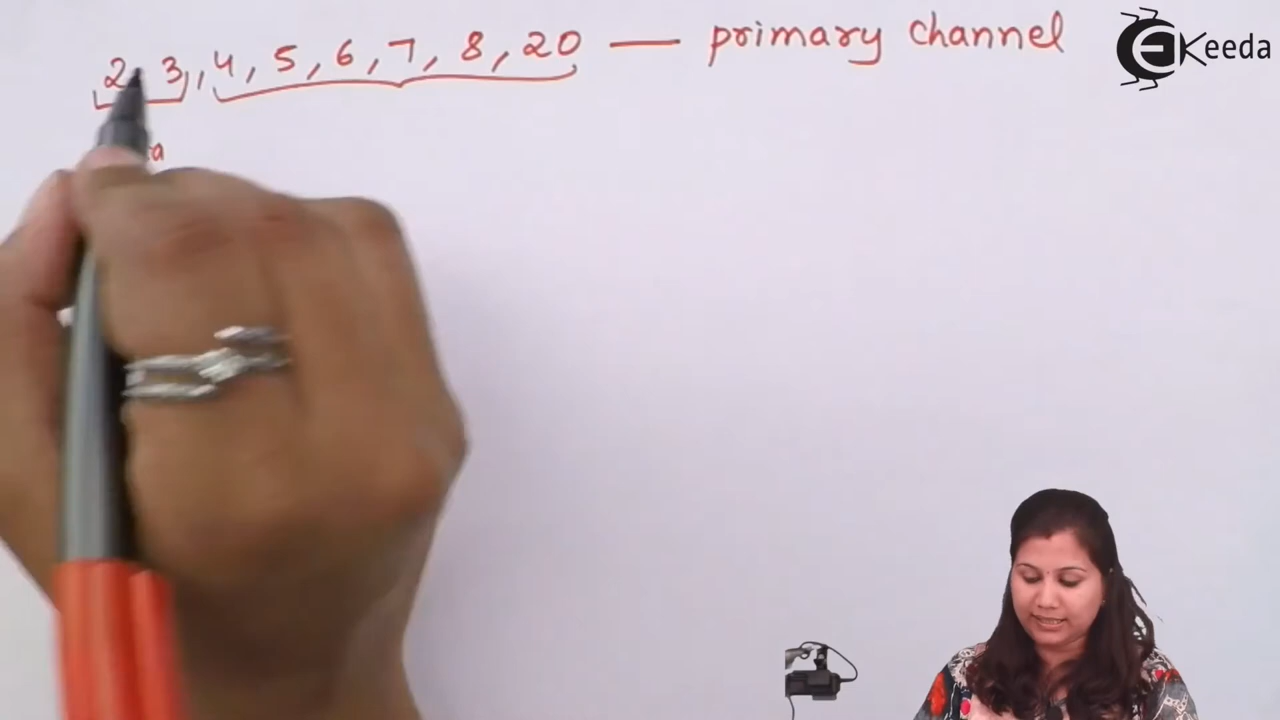 2, 3, 4, 5, 6, 7, 8, 20 — primary channel
EKeeda